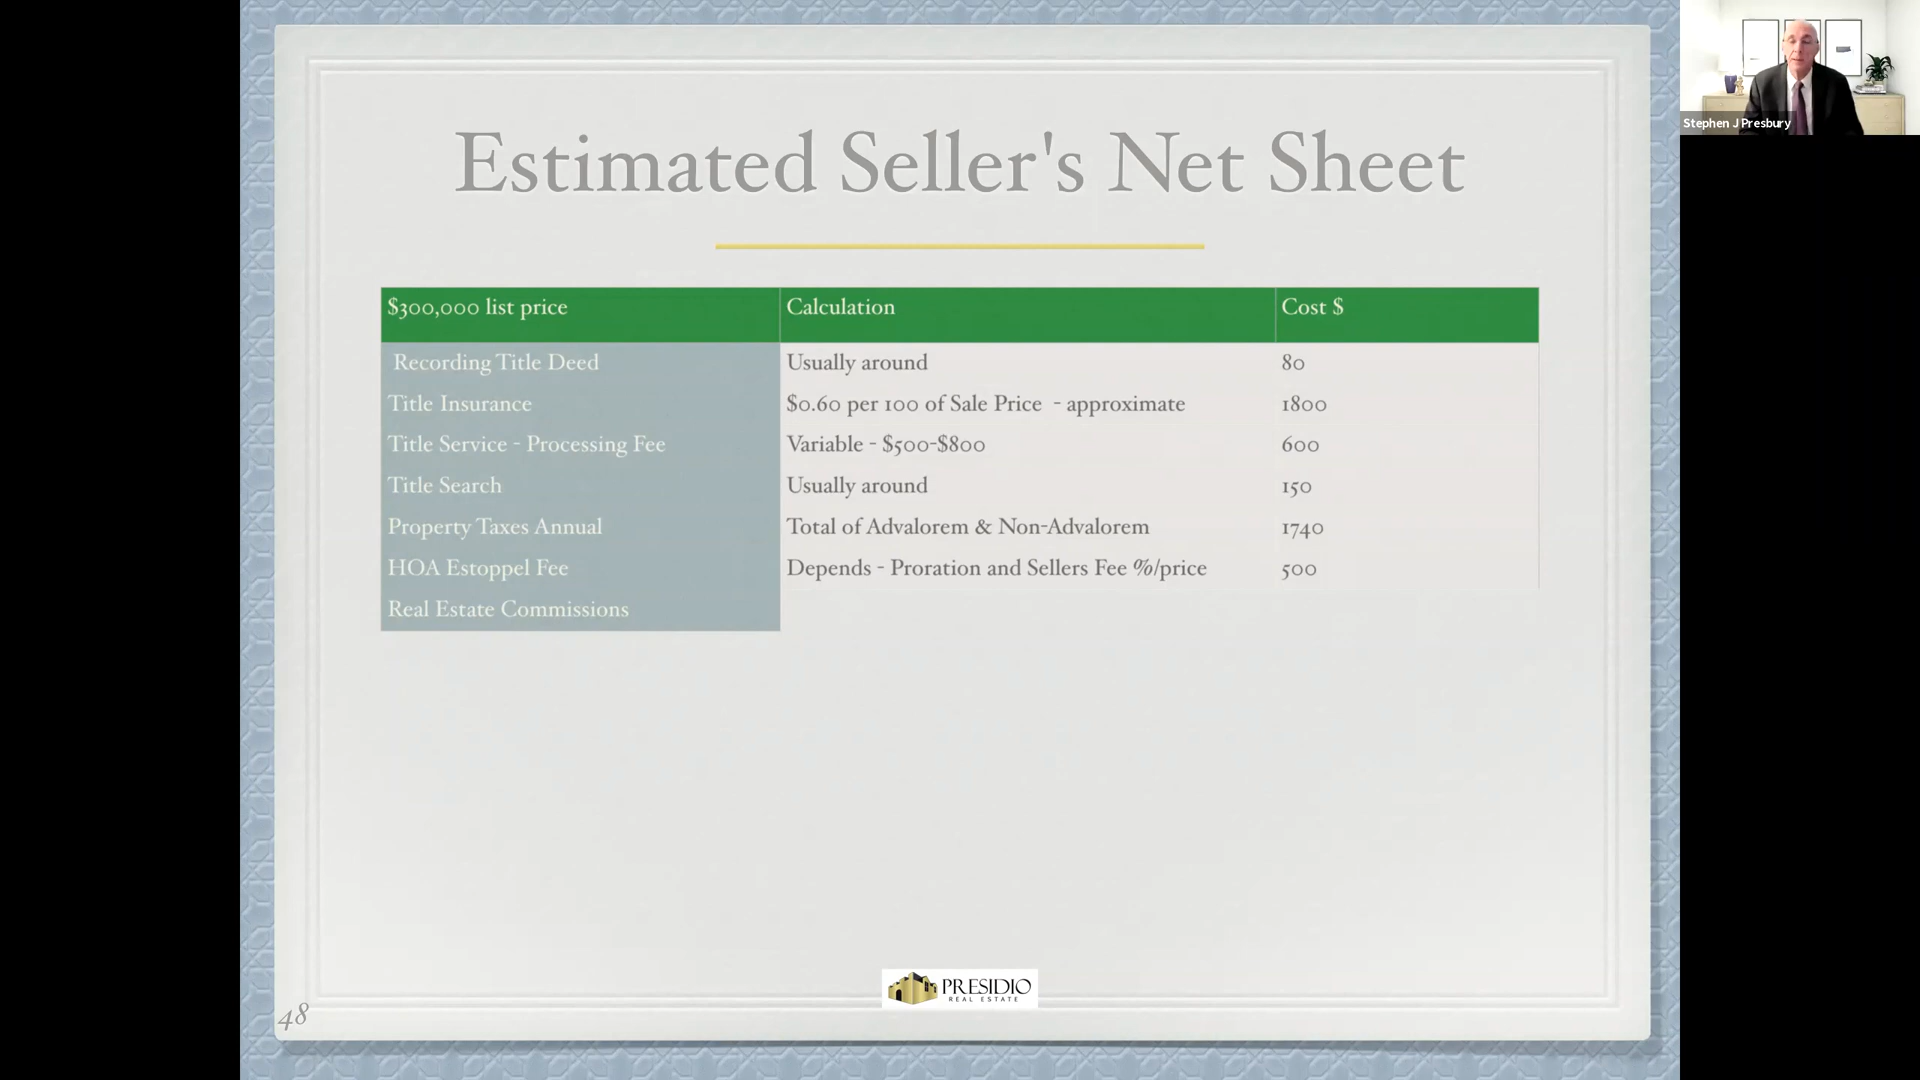 Stephen J Presbury
Estimated Seller's Net Sheet
$300,000 list price Calculation Cost $
Recording Title Deed Usually around 80
Title Insurance $0.60 per 100 of Sale Price - approximate 1800
Title Service - Processing Fee Variable - $500-$800 600
Title Search Usually around 150
Property Taxes Annual Total of Advalorem & Non-Advalorem 1740
HOA Estoppel Fee Depends - Proration and Sellers Fee %/price 500
Real Estate Commissions
PRESIDIO
REAL ESTATE
48